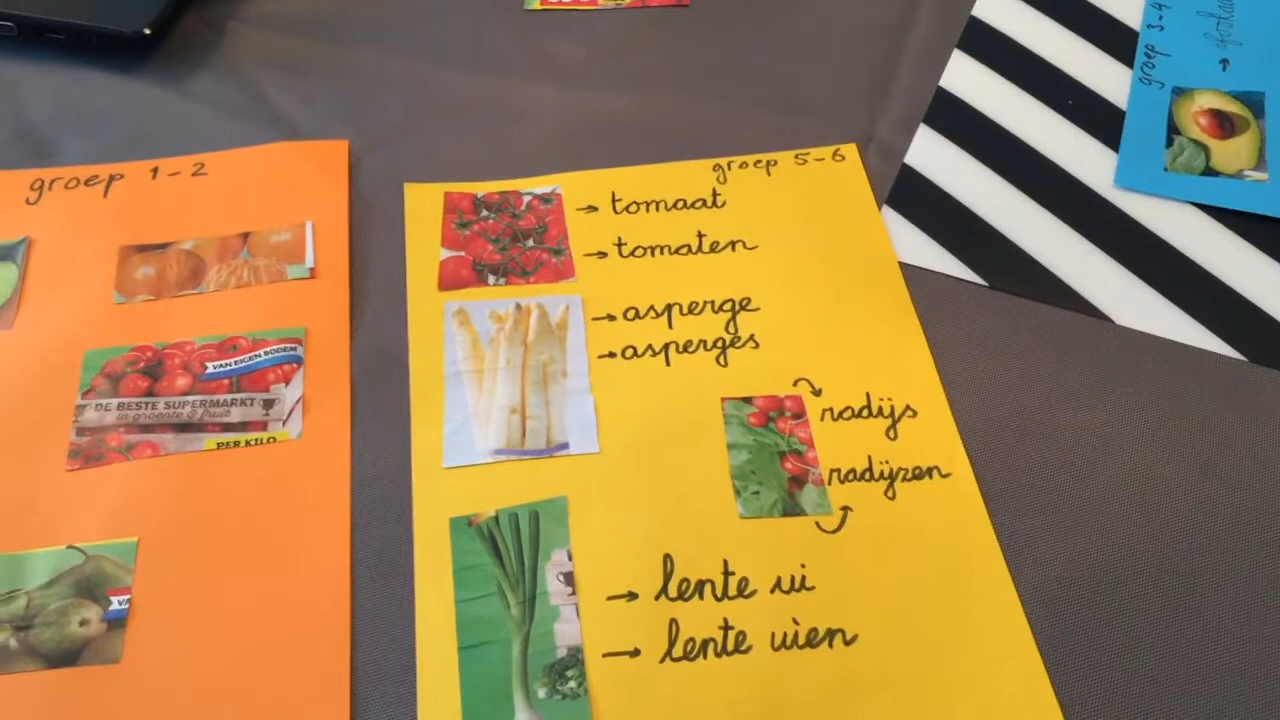 groep 1-2
VAN EIGEN BODEM
DE BESTE SUPERMARKT
in groente & fruit
PER KILO
groep 5-6
→ tomaat
→ tomaten
→ asperge
→ asperges
radijs
radijzen
→ lente ui
→ lente uien
groep 3-4